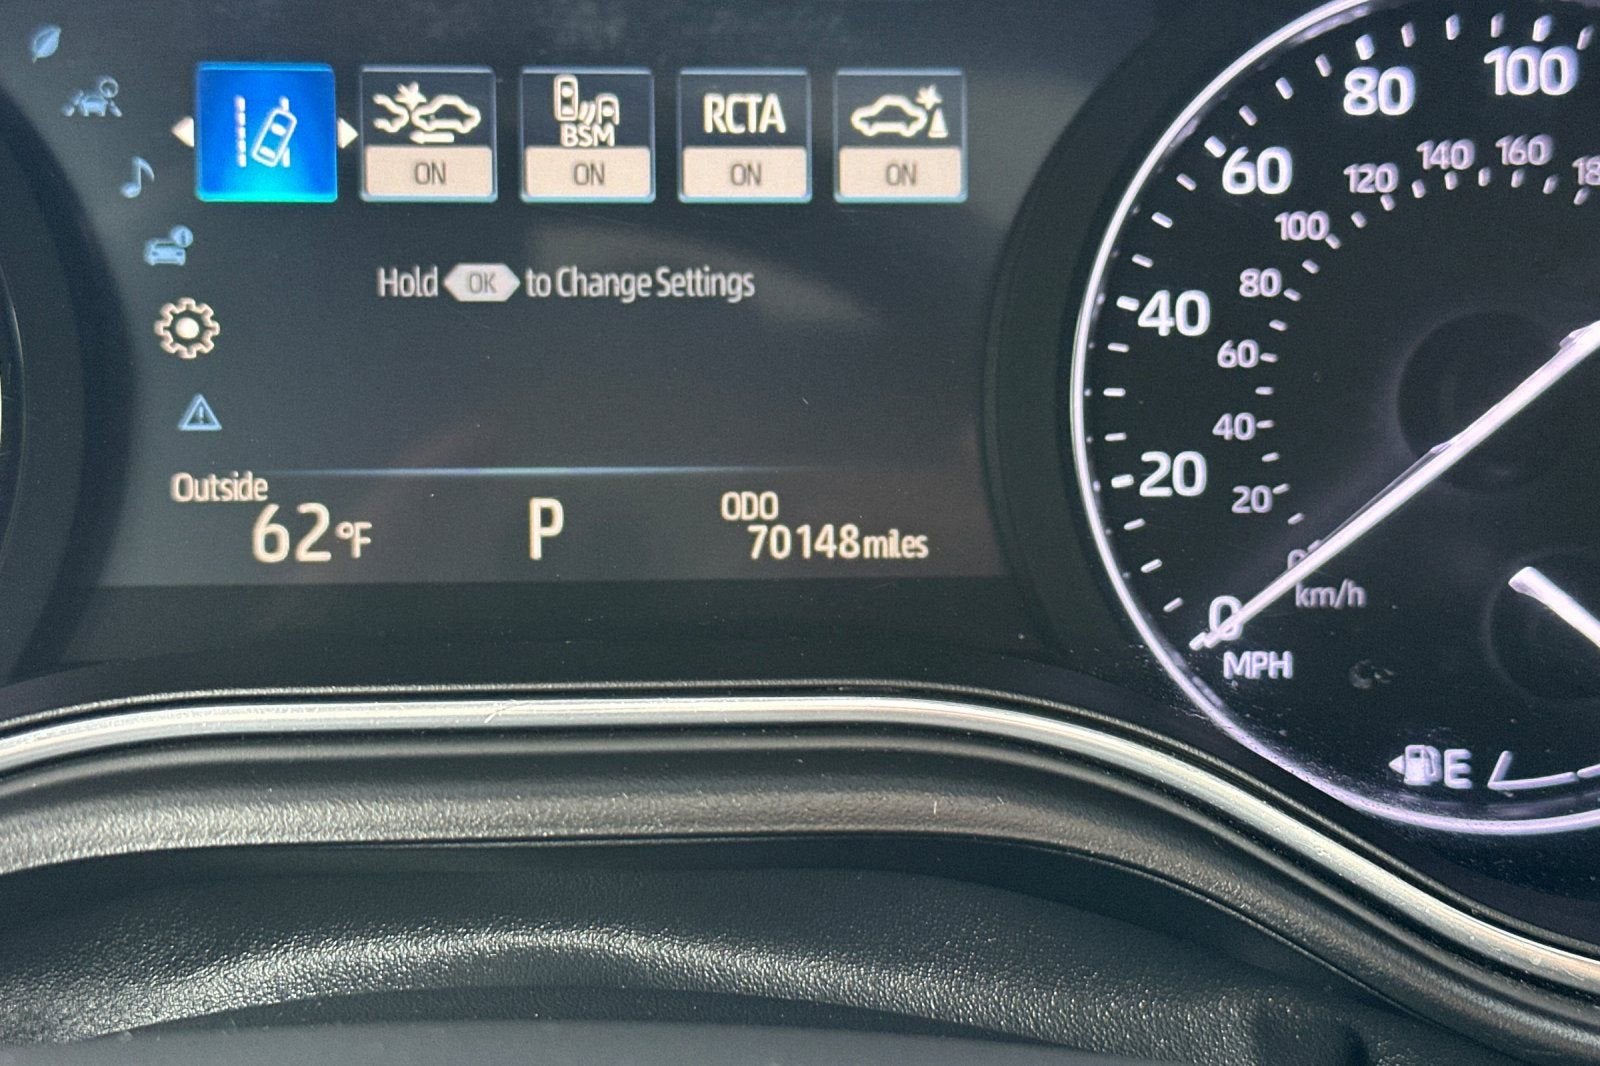 BSM
RCTA
ON
ON
ON
ON
Hold OK to Change Settings
Outside
62°F
P
ODO
70148 miles
100
80
60
40
20
0
MPH
160
140
120
100
80
60
40
20
km/h
E